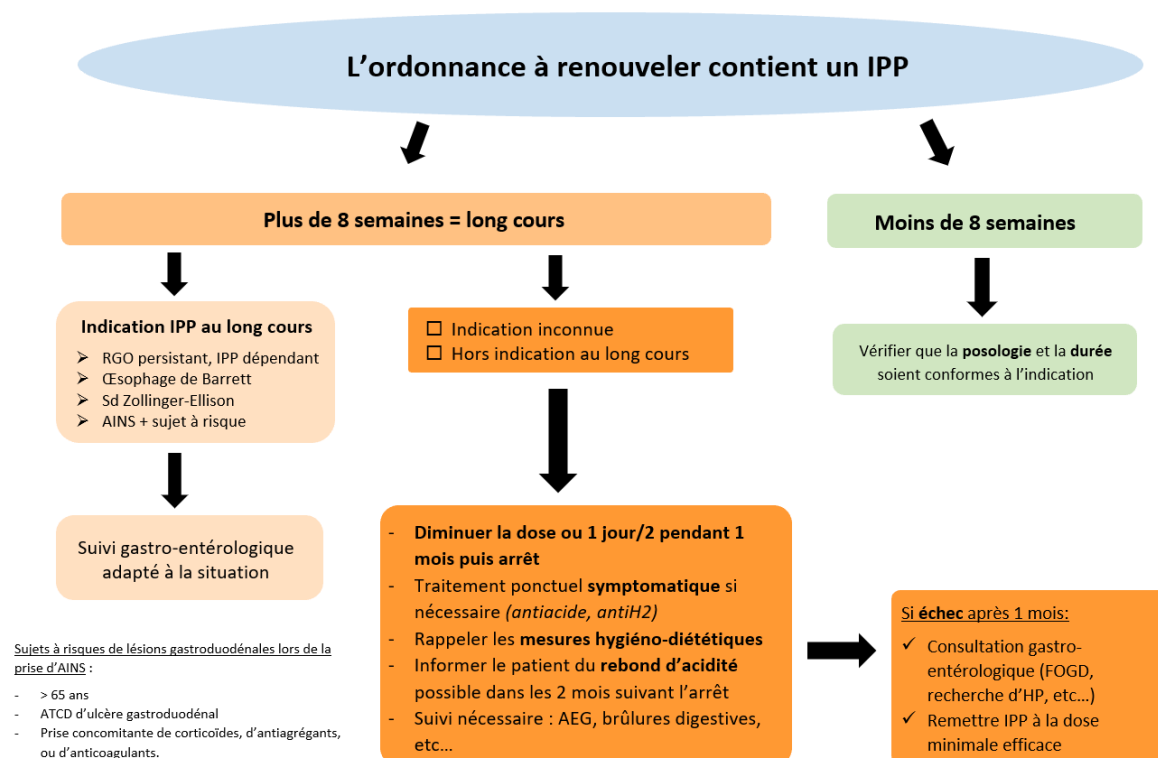 L'ordonnance à renouveler contient un IPP
Plus de 8 semaines = long cours
Moins de 8 semaines
Indication IPP au long cours
➢ RGO persistant, IPP dépendant
➢ Œsophage de Barrett
➢ Sd Zollinger-Ellison
➢ AINS + sujet à risque
☐ Indication inconnue
☐ Hors indication au long cours
Vérifier que la posologie et la durée
soient conformes à l'indication
Suivi gastro-entérologique
adapté à la situation
- Diminuer la dose ou 1 jour/2 pendant 1
mois puis arrêt
- Traitement ponctuel symptomatique si
nécessaire (antiacide, antiH2)
- Rappeler les mesures hygiéno-diététiques
- Informer le patient du rebond d'acidité
possible dans les 2 mois suivant l'arrêt
- Suivi nécessaire : AEG, brûlures digestives,
etc...
Si échec après 1 mois:
✓ Consultation gastro-
entérologique (FOGD,
recherche d'HP, etc...)
✓ Remettre IPP à la dose
minimale efficace
Sujets à risques de lésions gastroduodénales lors de la
prise d'AINS :
- > 65 ans
- ATCD d'ulcère gastroduodénal
- Prise concomitante de corticoïdes, d'antiagrégants,
ou d'anticoagulants.